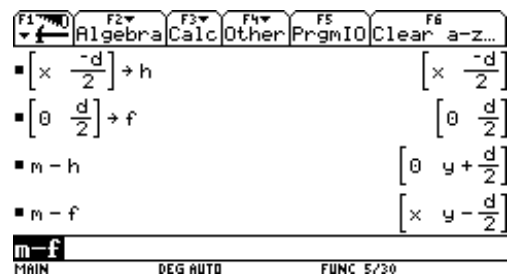 F1 F2 F3 F4 F5 F6
Algebra Calc Other PrgmIO Clear a-z…
■ [x -d/2] → h [x -d/2]
■ [0 d/2] → f [0 d/2]
■ m - h [0 y + d/2]
■ m - f [x y - d/2]
m-f
MAIN DEG AUTO FUNC 5/30